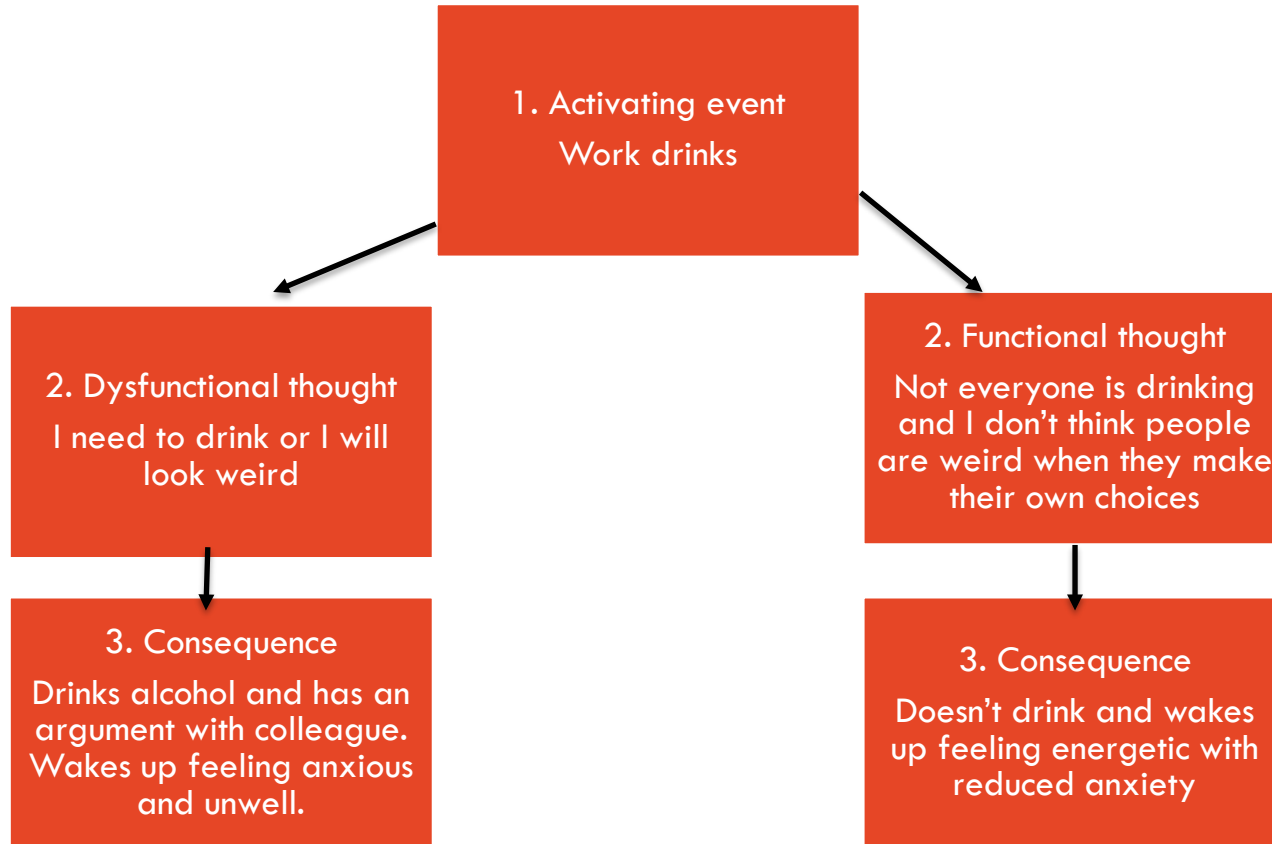 1. Activating event
Work drinks
2. Dysfunctional thought
I need to drink or I will
look weird
2. Functional thought
Not everyone is drinking
and I don’t think people
are weird when they make
their own choices
3. Consequence
Drinks alcohol and has an
argument with colleague.
Wakes up feeling anxious
and unwell.
3. Consequence
Doesn’t drink and wakes
up feeling energetic with
reduced anxiety